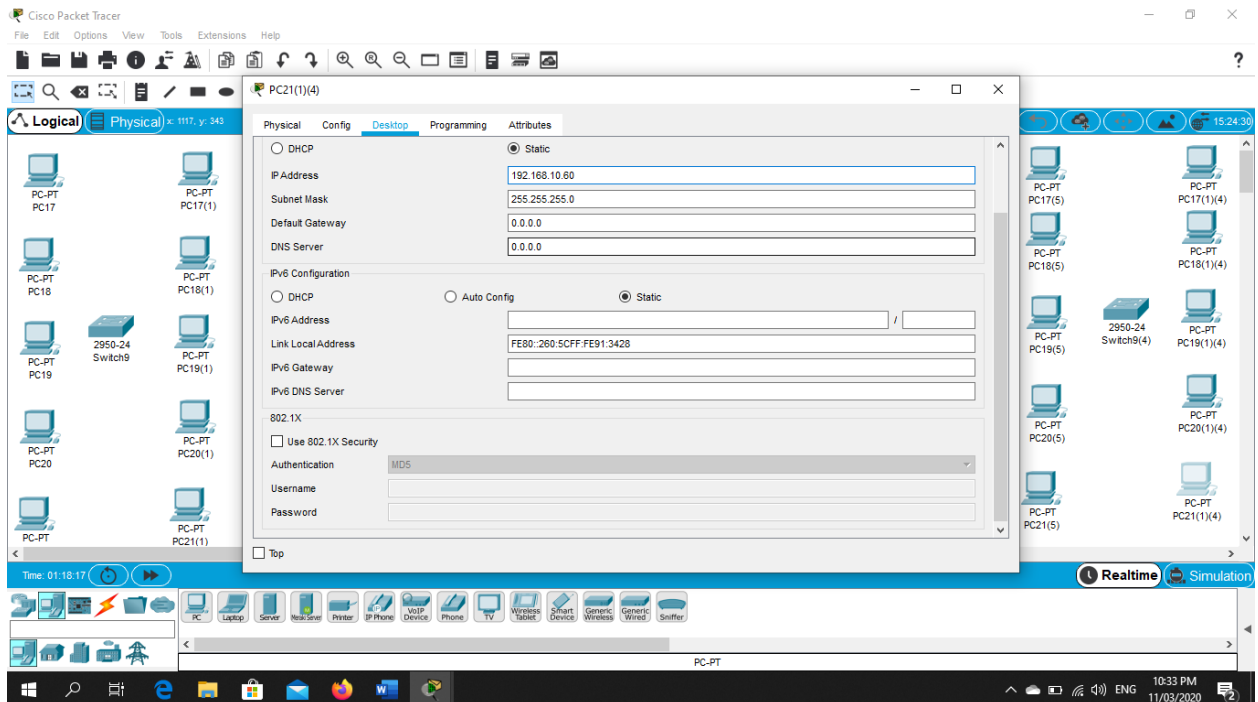 Cisco Packet Tracer
File Edit Options View Tools Extensions Help
?
Logical
Physical
x: 1117, y: 343
15:24:30
PC21(1)(4)
Physical Config Desktop Programming Attributes
DHCP
Static
IP Address
192.168.10.60
Subnet Mask
255.255.255.0
Default Gateway
0.0.0.0
DNS Server
0.0.0.0
IPv6 Configuration
DHCP
Auto Config
Static
IPv6 Address
/
Link Local Address
FE80::260:5CFF:FE91:3428
IPv6 Gateway
IPv6 DNS Server
802.1X
Use 802.1X Security
Authentication
MD5
Username
Password
Top
PC-PT
PC17
PC-PT
PC17(1)
PC-PT
PC18
PC-PT
PC18(1)
2950-24
Switch9
PC-PT
PC19
PC-PT
PC19(1)
PC-PT
PC20
PC-PT
PC20(1)
PC-PT
PC-PT
PC21(1)
PC-PT
PC17(5)
PC-PT
PC17(1)(4)
PC-PT
PC18(5)
PC-PT
PC18(1)(4)
PC-PT
PC19(5)
2950-24
Switch9(4)
PC-PT
PC19(1)(4)
PC-PT
PC20(5)
PC-PT
PC20(1)(4)
PC-PT
PC21(5)
PC-PT
PC21(1)(4)
Time: 01:18:17
Realtime
Simulation
PC
Laptop
Server
Meraki Server
Printer
IP Phone
VoIP
Device
Phone
TV
Wireless
Tablet
Smart
Device
Generic
Wireless
Generic
Wired
Sniffer
PC-PT
ENG
10:33 PM
11/03/2020
2